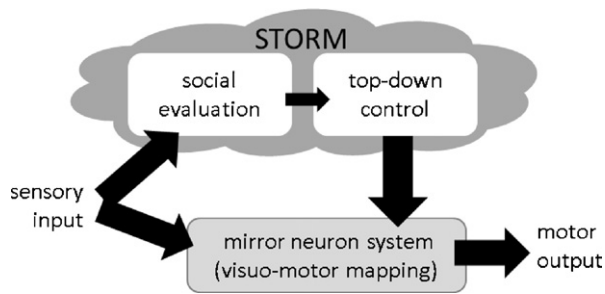 STORM
social
evaluation
top-down
control
sensory
input
mirror neuron system
(visuo-motor mapping)
motor
output